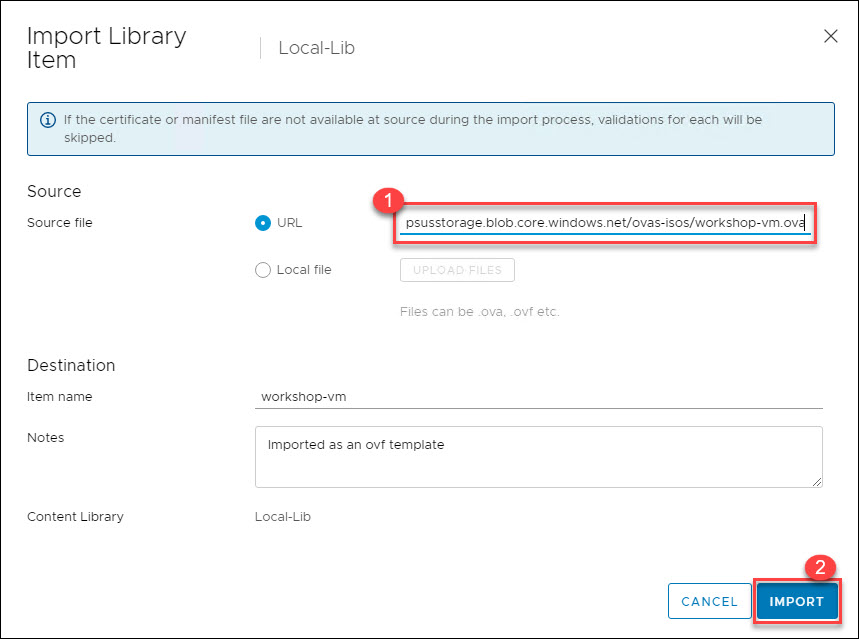 Import Library
Item
Local-Lib
If the certificate or manifest file are not available at source during the import process, validations for each will be
skipped.
Source
1
Source file
URL
psusstorage.blob.core.windows.net/ovas-isos/workshop-vm.ova
Local file
UPLOAD FILES
Files can be .ova, .ovf etc.
Destination
Item name
workshop-vm
Notes
Imported as an ovf template
Content Library
Local-Lib
2
CANCEL
IMPORT